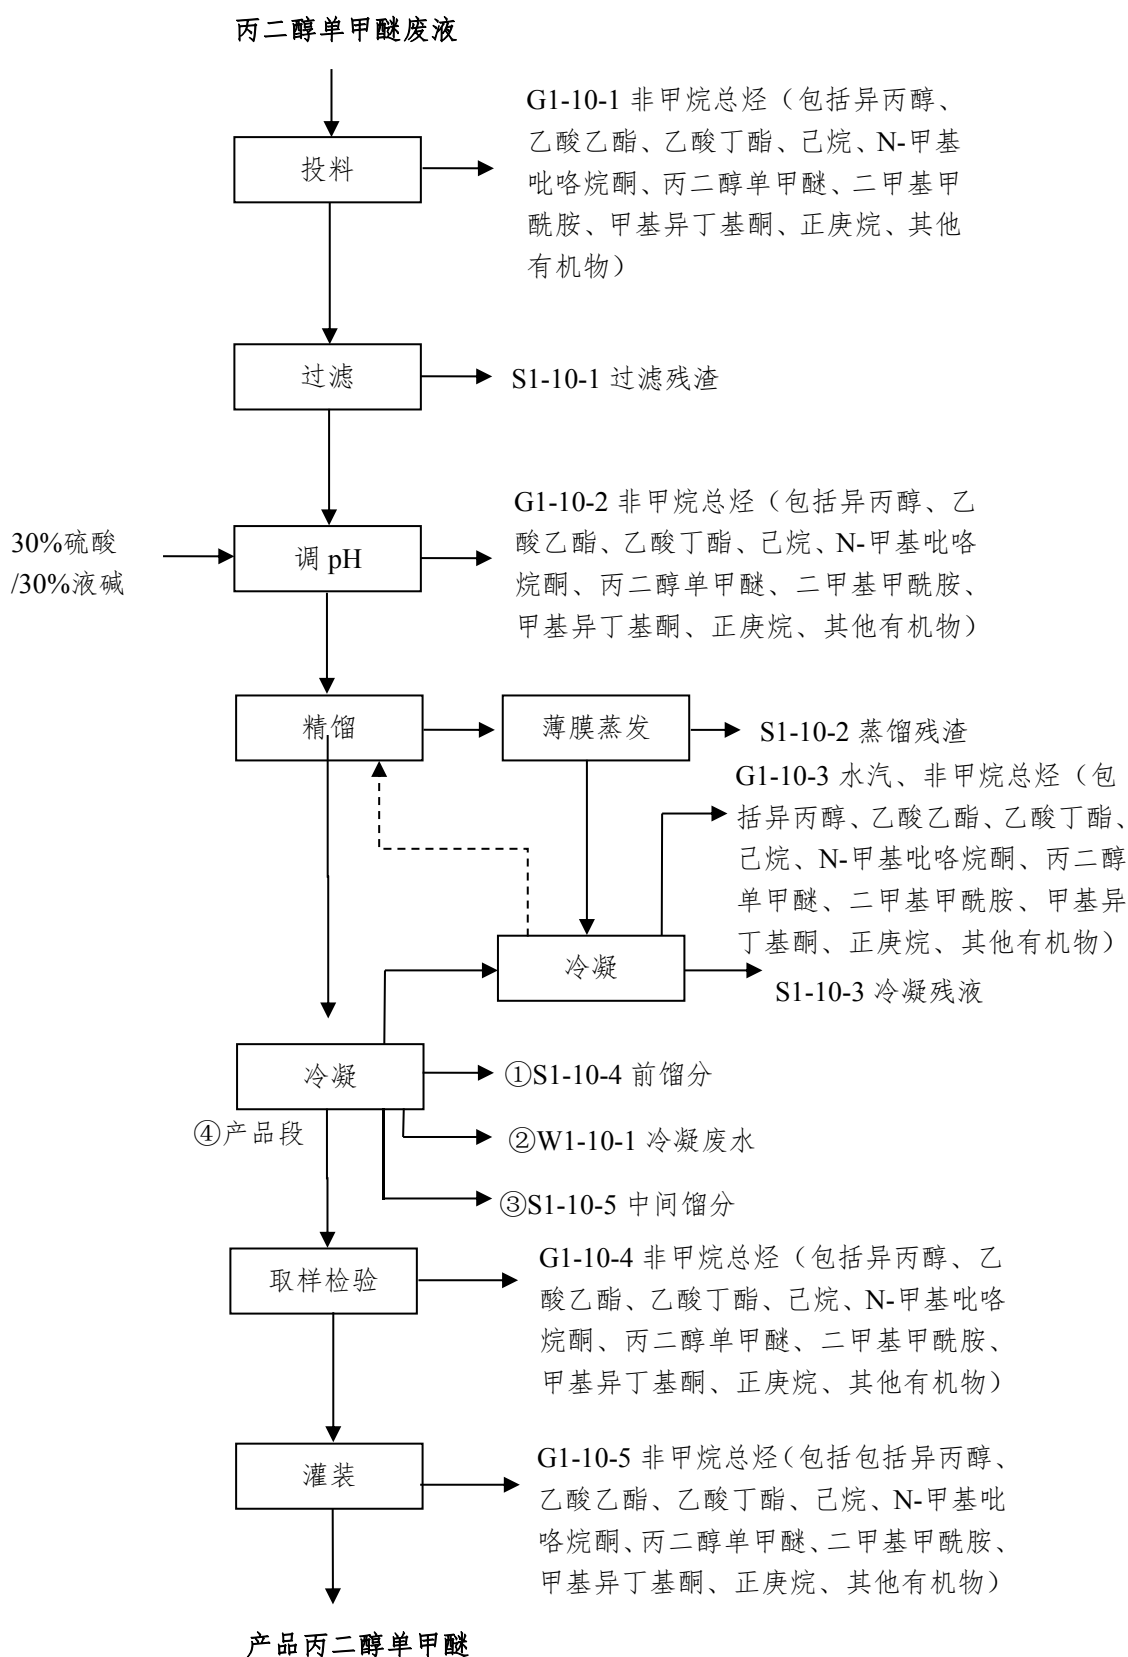 丙二醇单甲醚废液
G1-10-1 非甲烷总烃（包括异丙醇、
乙酸乙酯、乙酸丁酯、己烷、N-甲基
吡咯烷酮、丙二醇单甲醚、二甲基甲
酰胺、甲基异丁基酮、正庚烷、其他
有机物）
投料
过滤
S1-10-1 过滤残渣
G1-10-2 非甲烷总烃（包括异丙醇、乙
酸乙酯、乙酸丁酯、己烷、N-甲基吡咯
烷酮、丙二醇单甲醚、二甲基甲酰胺、
甲基异丁基酮、正庚烷、其他有机物）
30%硫酸
/30%液碱
调 pH
精馏
薄膜蒸发
S1-10-2 蒸馏残渣
G1-10-3 水汽、非甲烷总烃（包
括异丙醇、乙酸乙酯、乙酸丁酯、
己烷、N-甲基吡咯烷酮、丙二醇
单甲醚、二甲基甲酰胺、甲基异
丁基酮、正庚烷、其他有机物）
冷凝
S1-10-3 冷凝残液
冷凝
①S1-10-4 前馏分
④产品段
②W1-10-1 冷凝废水
③S1-10-5 中间馏分
取样检验
G1-10-4 非甲烷总烃（包括异丙醇、乙
酸乙酯、乙酸丁酯、己烷、N-甲基吡咯
烷酮、丙二醇单甲醚、二甲基甲酰胺、
甲基异丁基酮、正庚烷、其他有机物）
灌装
G1-10-5 非甲烷总烃（包括包括异丙醇、
乙酸乙酯、乙酸丁酯、己烷、N-甲基吡
咯烷酮、丙二醇单甲醚、二甲基甲酰胺、
甲基异丁基酮、正庚烷、其他有机物）
产品丙二醇单甲醚